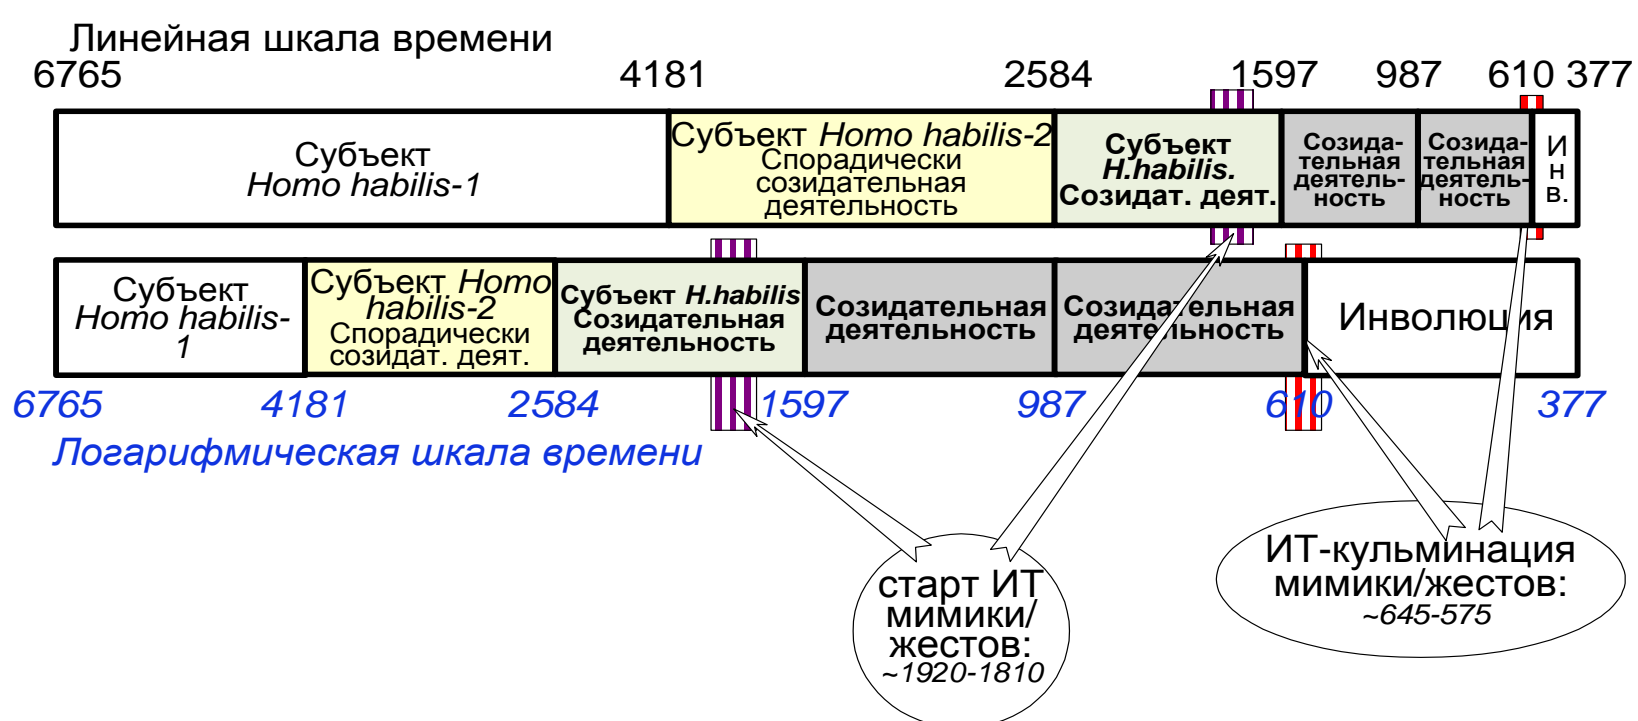 Линейная шкала времени
6765 4181 2584 1597 987 610 377
Субъект
Homo habilis-1
Субъект Homo habilis-2
Спорадически
созидательная
деятельность
Субъект
H.habilis.
Созидат. деят.
Созида-
тельная
деятель-
ность
Созида-
тельная
деятель-
ность
И
н
в.
Субъект
Homo habilis-
1
Субъект Homo
habilis-2
Спорадически
созидат. деят.
Субъект H.habilis
Созидательная
деятельность
Созидательная
деятельность
Созидательная
деятельность
Инволюция
6765 4181 2584 1597 987 610 377
Логарифмическая шкала времени
старт ИТ
мимики/
жестов:
~1920-1810
ИТ-кульминация
мимики/жестов:
~645-575